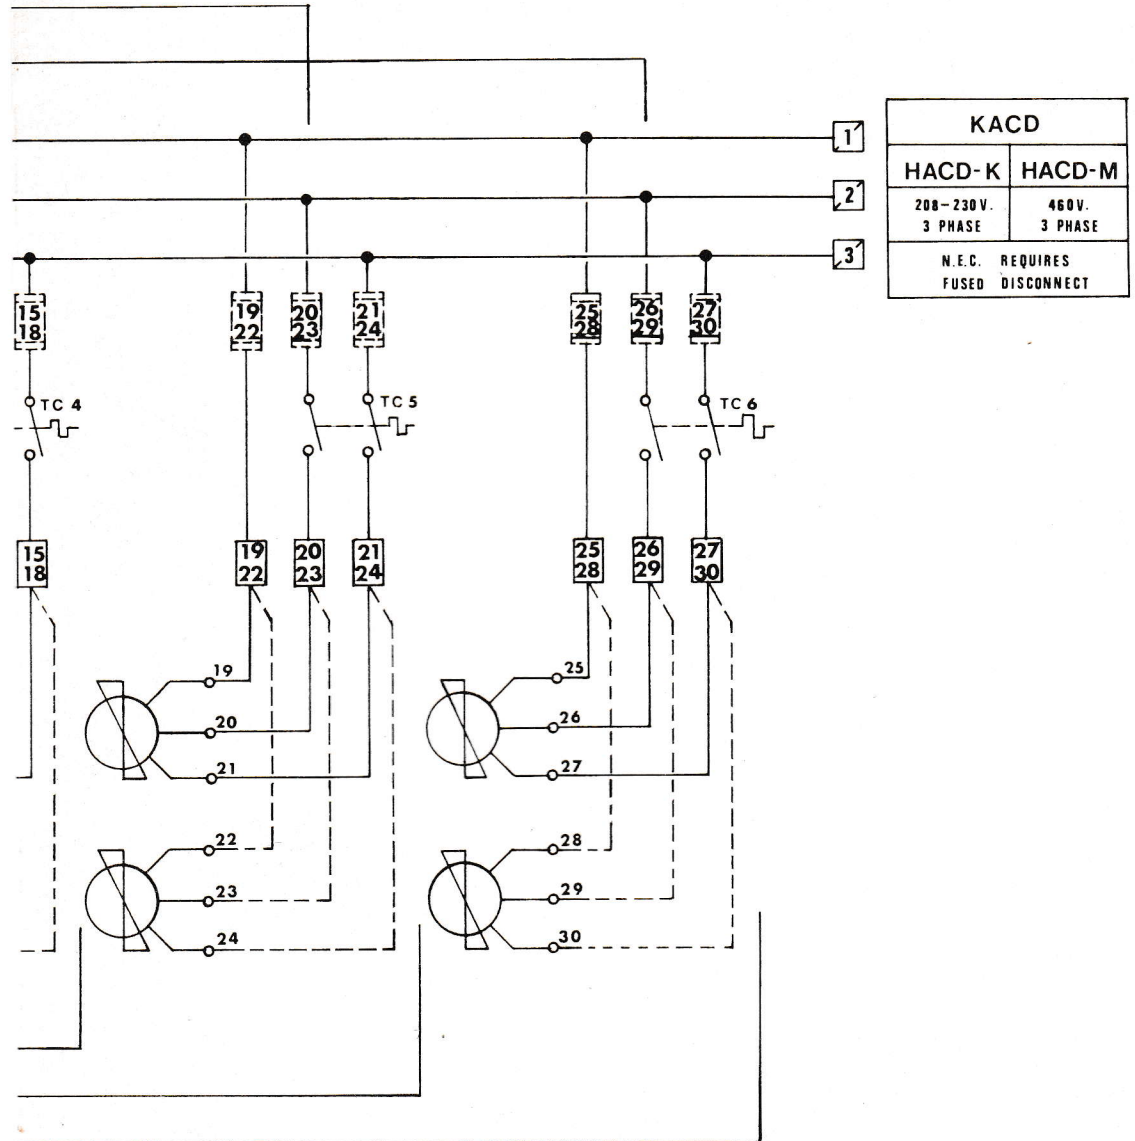 1
KACD
HACD-K HACD-M
208-230V. 460V.
3 PHASE 3 PHASE
2
N.E.C. REQUIRES
FUSED DISCONNECT
3
15 19 20 21 25 26 27
18 22 23 24 28 29 30
TC 4 TC 5 TC 6
15 19 20 21 25 26 27
18 22 23 24 28 29 30
19 25
20 26
21 27
22 28
23 29
24 30